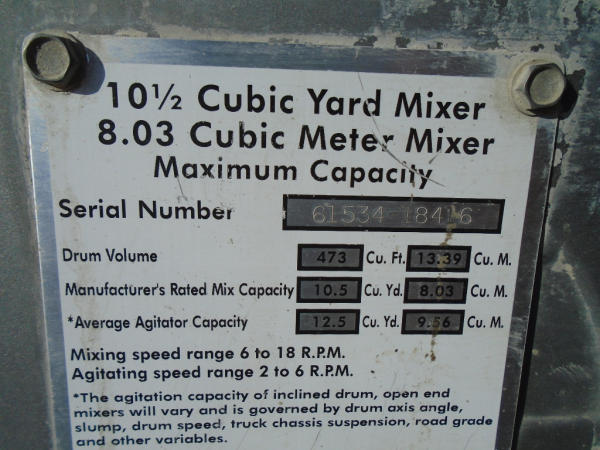 10½ Cubic Yard Mixer
8.03 Cubic Meter Mixer
Maximum Capacity
Serial Number 61534 18416
Drum Volume 473 Cu. Ft. 13.39 Cu. M.
Manufacturer's Rated Mix Capacity 10.5 Cu. Yd. 8.03 Cu. M.
*Average Agitator Capacity 12.5 Cu. Yd. 9.56 Cu. M.
Mixing speed range 6 to 18 R.P.M.
Agitating speed range 2 to 6 R.P.M.
*The agitation capacity of inclined drum, open end
mixers will vary and is governed by drum axis angle,
slump, drum speed, truck chassis suspension, road grade
and other variables.